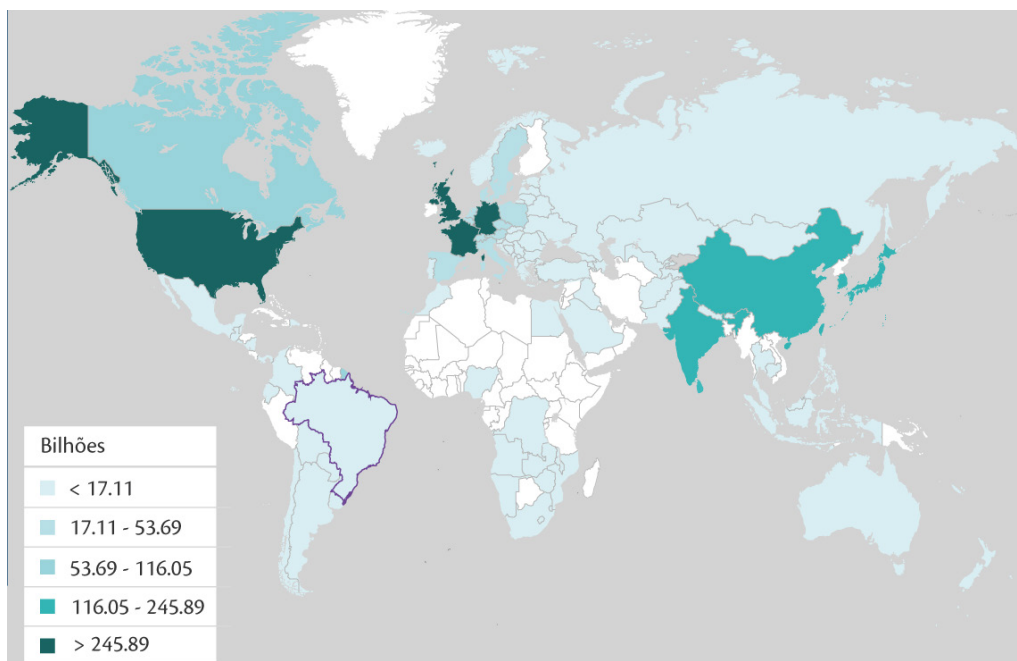 Bilhões
< 17.11
17.11 - 53.69
53.69 - 116.05
116.05 - 245.89
> 245.89